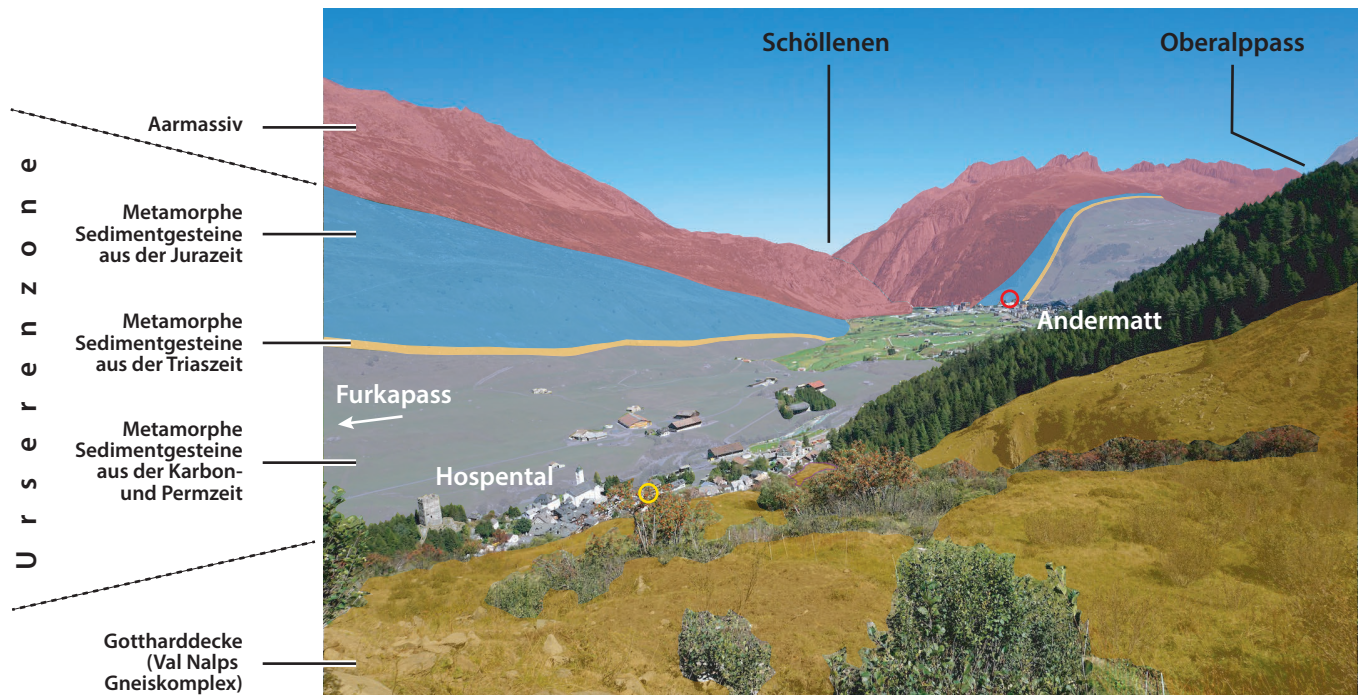 Schöllenen
Oberalppass
Aarmassiv
Urserenzone
Metamorphe
Sedimentgesteine
aus der Jurazeit
Metamorphe
Sedimentgesteine
aus der Triaszeit
Andermatt
Furkapass
Metamorphe
Sedimentgesteine
aus der Karbon-
und Permzeit
Hospental
Gottharddecke
(Val Nalps
Gneiskomplex)